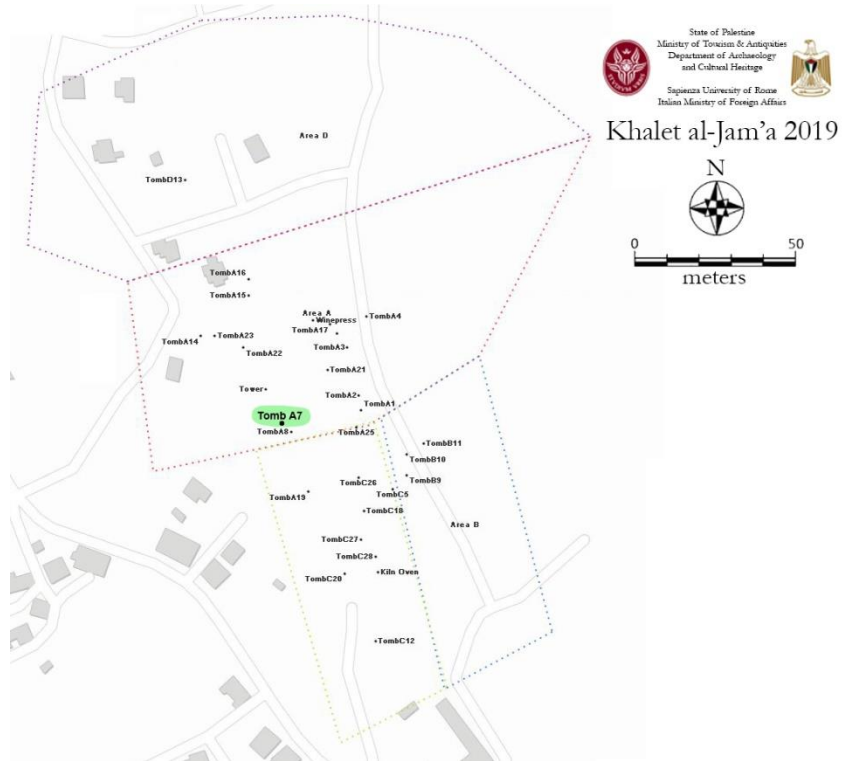 State of Palestine
Ministry of Tourism & Antiquities
Department of Archaeology
and Cultural Heritage
Sapienza University of Rome
Italian Ministry of Foreign Affairs
Khalet al-Jam'a 2019
N
0 50
meters
Area D
TombD13
TombA16
TombA15
Area A
Winepress
TombA4
TombA17
TombA14
TombA23
TombA3
TombA22
TombA21
Tower
TombA2
TombA1
Tomb A7
TombA8
TombA25
TombB11
TombB10
TombB9
TombC26
TombA19
TombC5
TombC18
Area B
TombC27
TombC28
TombC20
Kiln Oven
TombC12